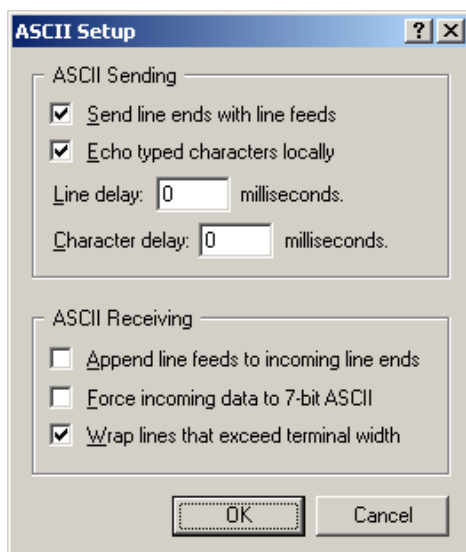 ASCII Setup
ASCII Sending
Send line ends with line feeds
Echo typed characters locally
Line delay: 0 milliseconds.
Character delay: 0 milliseconds.
ASCII Receiving
Append line feeds to incoming line ends
Force incoming data to 7-bit ASCII
Wrap lines that exceed terminal width
OK Cancel